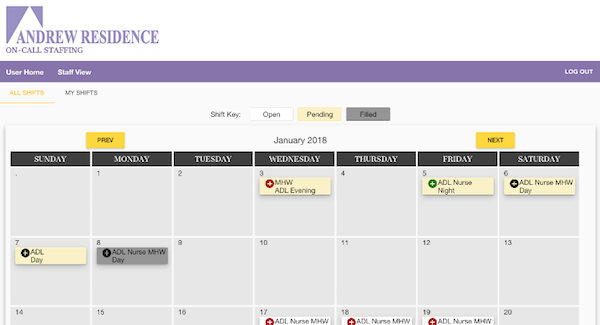 ANDREW RESIDENCE
ON-CALL STAFFING
User Home Staff View LOG OUT
ALL SHIFTS MY SHIFTS
Shift Key: Open Pending Filled
PREV January 2018 NEXT
SUNDAY MONDAY TUESDAY WEDNESDAY THURSDAY FRIDAY SATURDAY
. 1 2 3 4 5 6
MHW ADL Nurse ADL Nurse MHW
ADL Evening Night Day
7 8 9 10 11 12 13
ADL ADL Nurse MHW
Day Day
14 15 16 17 18 19 20
ADL Nurse MHW ADL Nurse MHW ADL Nurse MHW